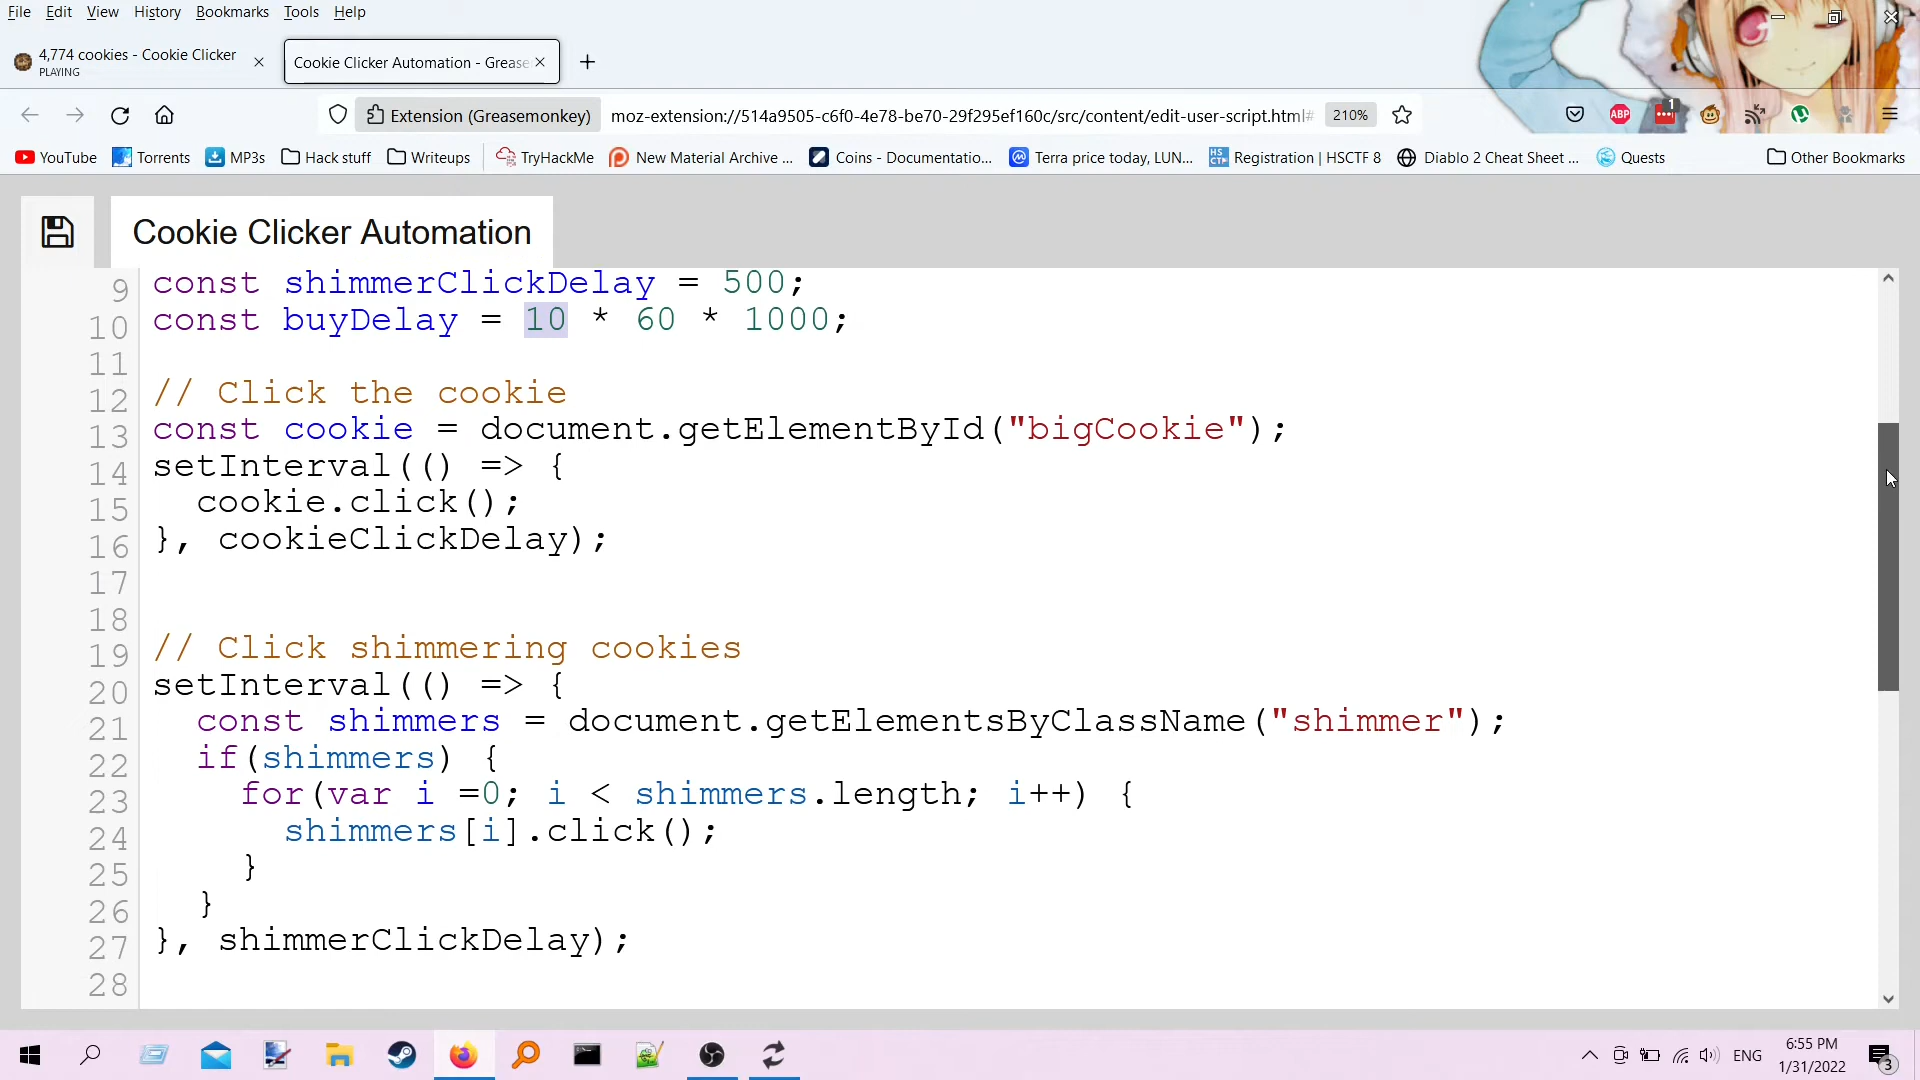 File Edit View History Bookmarks Tools Help
4,774 cookies - Cookie Clicker
PLAYING
Cookie Clicker Automation - Grease
Extension (Greasemonkey) moz-extension://514a9505-c6f0-4e78-be70-29f295ef160c/src/content/edit-user-script.html# 210% ABP 1
YouTube Torrents MP3s Hack stuff Writeups TryHackMe New Material Archive ... Coins - Documentatio... Terra price today, LUN... Registration | HSCTF 8 Diablo 2 Cheat Sheet ... Quests Other Bookmarks
Cookie Clicker Automation
9 const shimmerClickDelay = 500;
10 const buyDelay = 10 * 60 * 1000;
11
12 // Click the cookie
13 const cookie = document.getElementById("bigCookie");
14 setInterval(() => {
15 cookie.click();
16 }, cookieClickDelay);
17
18
19 // Click shimmering cookies
20 setInterval(() => {
21 const shimmers = document.getElementsByClassName("shimmer");
22 if(shimmers) {
23 for(var i =0; i < shimmers.length; i++) {
24 shimmers[i].click();
25 }
26 }
27 }, shimmerClickDelay);
28
ENG
6:55 PM
1/31/2022
3